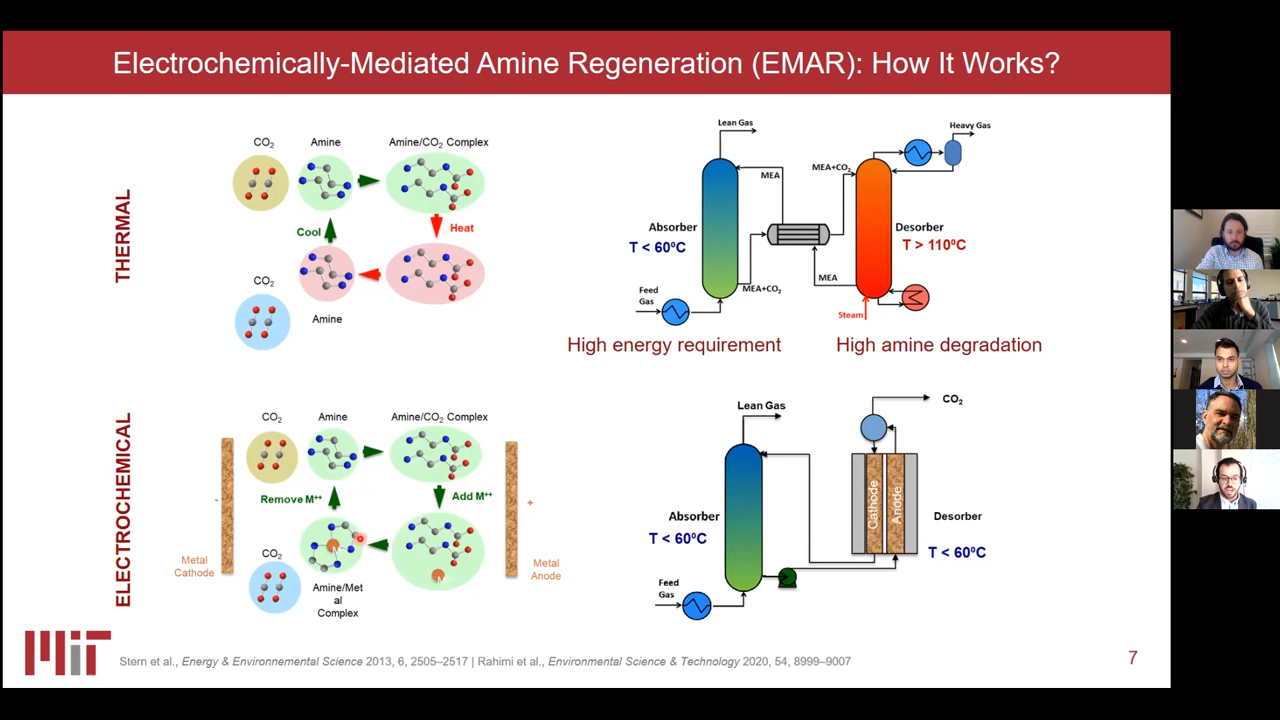 Electrochemically-Mediated Amine Regeneration (EMAR): How It Works?
THERMAL
CO₂
Amine
Amine/CO₂ Complex
Cool
Heat
CO₂
Amine
Lean Gas
MEA
MEA+CO₂
Heavy Gas
Absorber
T < 60ºC
Desorber
T > 110ºC
Feed
Gas
MEA+CO₂
MEA
Steam
High energy requirement
High amine degradation
ELECTROCHEMICAL
CO₂
Amine
Amine/CO₂ Complex
-
Remove M⁺⁺
Add M⁺⁺
+
Metal
Cathode
CO₂
M
Amine/Met
al
Complex
Metal
Anode
Lean Gas
CO₂
Absorber
T < 60ºC
Cathode
Anode
Desorber
T < 60ºC
Feed
Gas
MIT
Stern et al., Energy & Environnemental Science 2013, 6, 2505–2517 | Rahimi et al., Environmental Science & Technology 2020, 54, 8999–9007
7